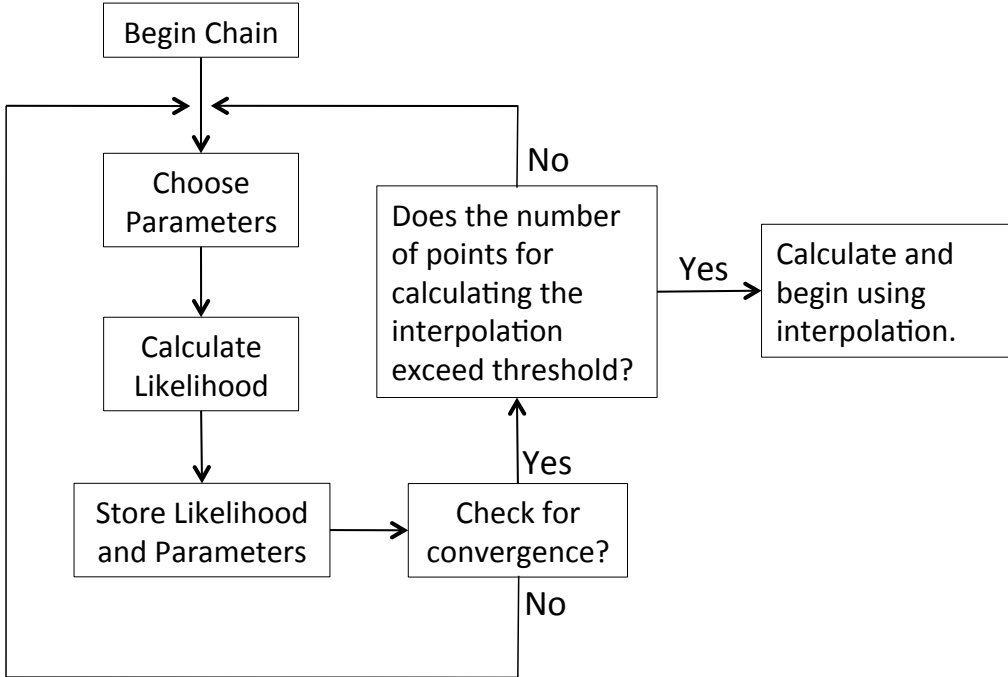 Begin Chain
Choose
Parameters
Calculate
Likelihood
Store Likelihood
and Parameters
Check for
convergence?
No
Yes
Does the number
of points for
calculating the
interpolation
exceed threshold?
No
Yes
Calculate and
begin using
interpolation.